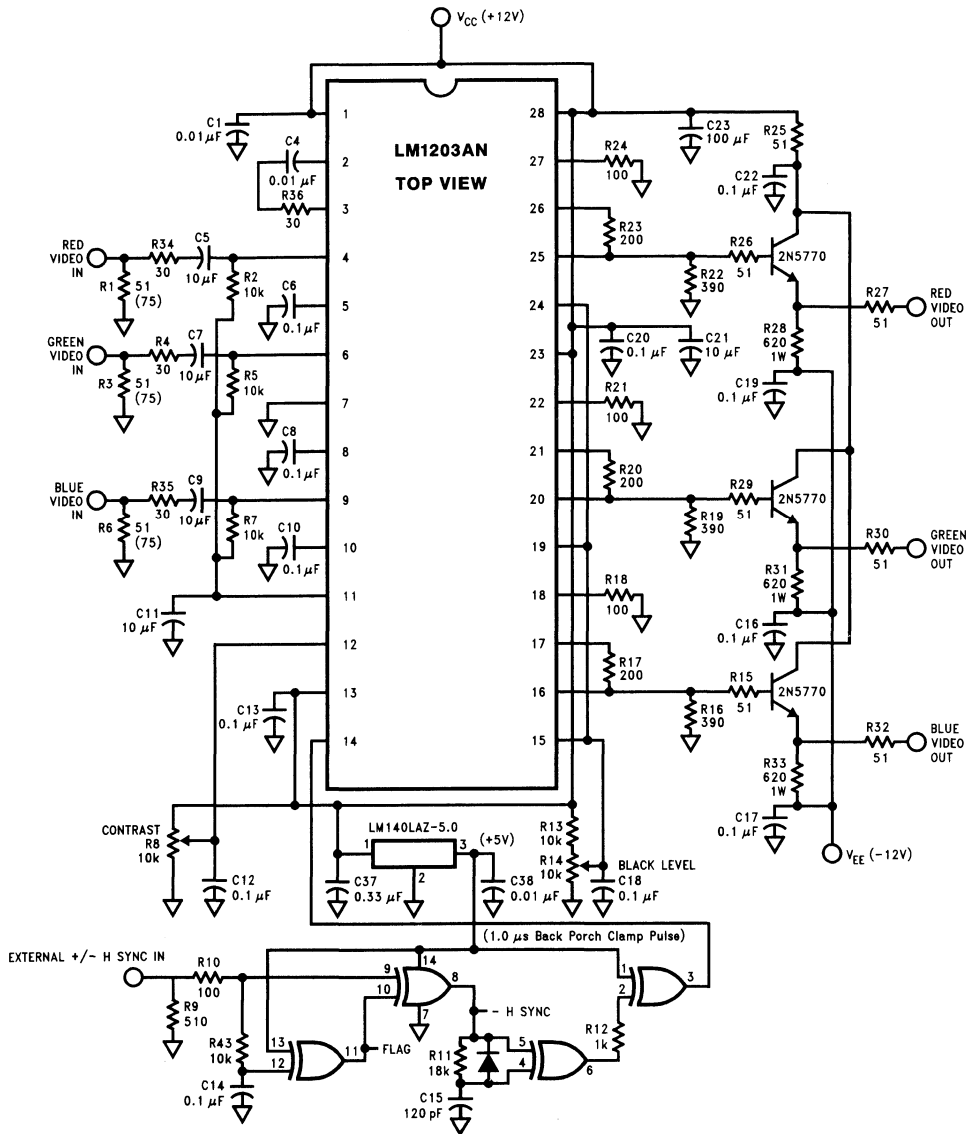 VCC (+12V)
LM1203AN
TOP VIEW
1
2
3
4
5
6
7
8
9
10
11
12
13
14
28
27
26
25
24
23
22
21
20
19
18
17
16
15
C1
0.01 μF
C4
0.01 μF
R36
30
RED
VIDEO
IN
R34
30
C5
10 μF
R1
51
(75)
R2
10k
C6
0.1 μF
GREEN
VIDEO
IN
R4
30
C7
10 μF
R3
51
(75)
R5
10k
C8
0.1 μF
BLUE
VIDEO
IN
R35
30
C9
10 μF
R6
51
(75)
R7
10k
C10
0.1 μF
C11
10 μF
C13
0.1 μF
C23
100 μF
R25
51
R24
100
C22
0.1 μF
R23
200
R26
51
2N5770
R22
390
R27
51
RED
VIDEO
OUT
R28
620
1W
C20
0.1 μF
C21
10 μF
C19
0.1 μF
R21
100
R20
200
R29
51
2N5770
R19
390
R30
51
GREEN
VIDEO
OUT
R31
620
1W
R18
100
C16
0.1 μF
R17
200
R15
51
2N5770
R16
390
R32
51
BLUE
VIDEO
OUT
R33
620
1W
C17
0.1 μF
VEE (-12V)
CONTRAST
R8
10k
C12
0.1 μF
LM140LAZ-5.0
1
3
2
(+5V)
C37
0.33 μF
C38
0.01 μF
R13
10k
R14
10k
BLACK LEVEL
C18
0.1 μF
(1.0 μs Back Porch Clamp Pulse)
EXTERNAL +/- H SYNC IN
R10
100
R9
510
R43
10k
C14
0.1 μF
13
12
11
FLAG
9
10
14
7
8
- H SYNC
R11
18k
C15
120 pF
5
4
6
R12
1k
1
2
3